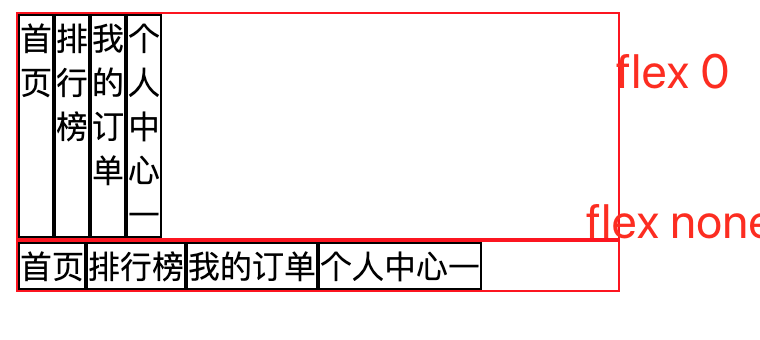 首页
排行榜
我的订单
个人中心一
flex 0
flex none
首页 排行榜 我的订单 个人中心一